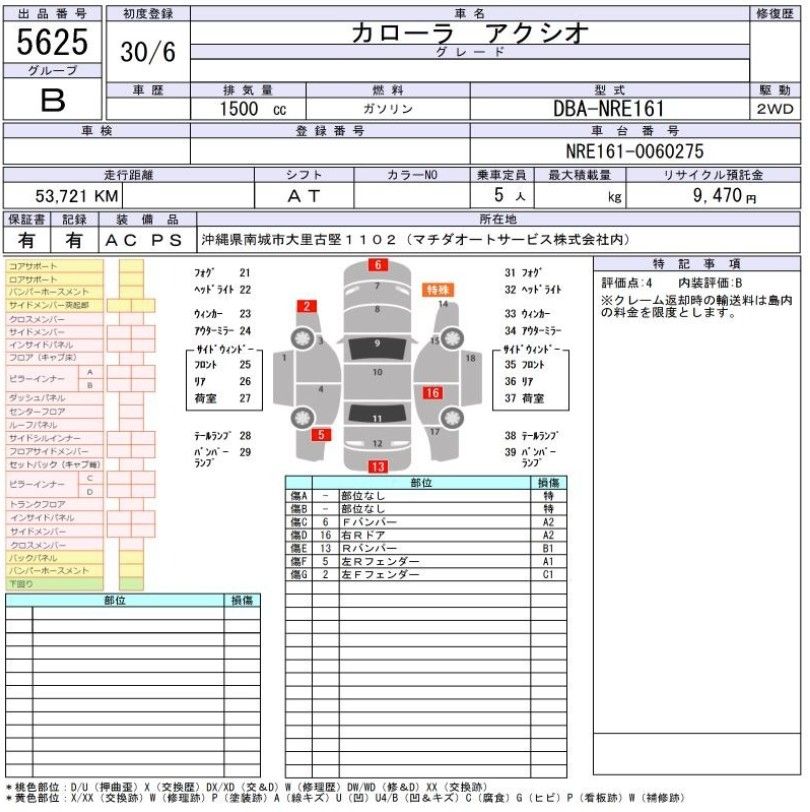 出品番号 初度登録 車名 修復歴
5625 30/6 カローラ アクシオ
グレード
グループ
B
車歴 排気量 燃料 型式 駆動
1500 cc ガソリン DBA-NRE161 2WD
車検 登録番号 車台番号
NRE161-0060275
走行距離 シフト カラーNO 乗車定員 最大積載量 リサイクル預託金
53,721 KM AT 5 人 kg 9,470 円
保証書 記録 装備品 所在地
有 有 AC PS 沖縄県南城市大里古堅1102（マチダオートサービス株式会社内）
コアサポート
ロアサポート
バンパーホースメント
サイドメンバー突起部
クロスメンバー
サイドメンバー
インサイドパネル
フロア（キャブ床）
ピラーインナー A
B
ダッシュパネル
センターフロア
ルーフパネル
サイドシルインナー
フロアサイドメンバー
セットバック（キャブ輪）
ピラーインナー C
D
トランクフロア
インサイドパネル
サイドメンバー
クロスメンバー
バックパネル
バンパーホースメント
下回り
部位 損傷
フォグ 21
ヘッドライト 22
ウィンカー 23
アウターミラー 24
サイドウィンドー
フロント 25
リア 26
荷室 27
テールランプ 28
バンパー 29
ランプ
6
7
8
9
10
11
12
13
2
3
1
4
5
特殊
14
15
18
16
17
31 フォグ
32 ヘッドライト
33 ウィンカー
34 アウターミラー
サイドウィンドー
35 フロント
36 リア
37 荷室
38 テールランプ
39 バンパー
ランプ
部位 損傷
傷A － 部位なし 特
傷B － 部位なし 特
傷C 6 Fバンパー A2
傷D 16 右Rドア A2
傷E 13 Rバンパー B1
傷F 5 左Rフェンダー A1
傷G 2 左Fフェンダー C1
特記事項
評価点:4 内装評価:B
※クレーム返却時の輸送料は島内
の料金を限度とします。
＊桃色部位：D/U（押曲歪）X（交換歴）DX/XD（交＆D）W（修理歴）DW/WD（修＆D）XX（交換跡）
＊黄色部位：X/XX（交換跡）W（修理跡）P（塗装跡）A（線キズ）U（凹）U4/B（凹＆キズ）C（腐食）G（ヒビ）P（看板跡）W（補修跡）